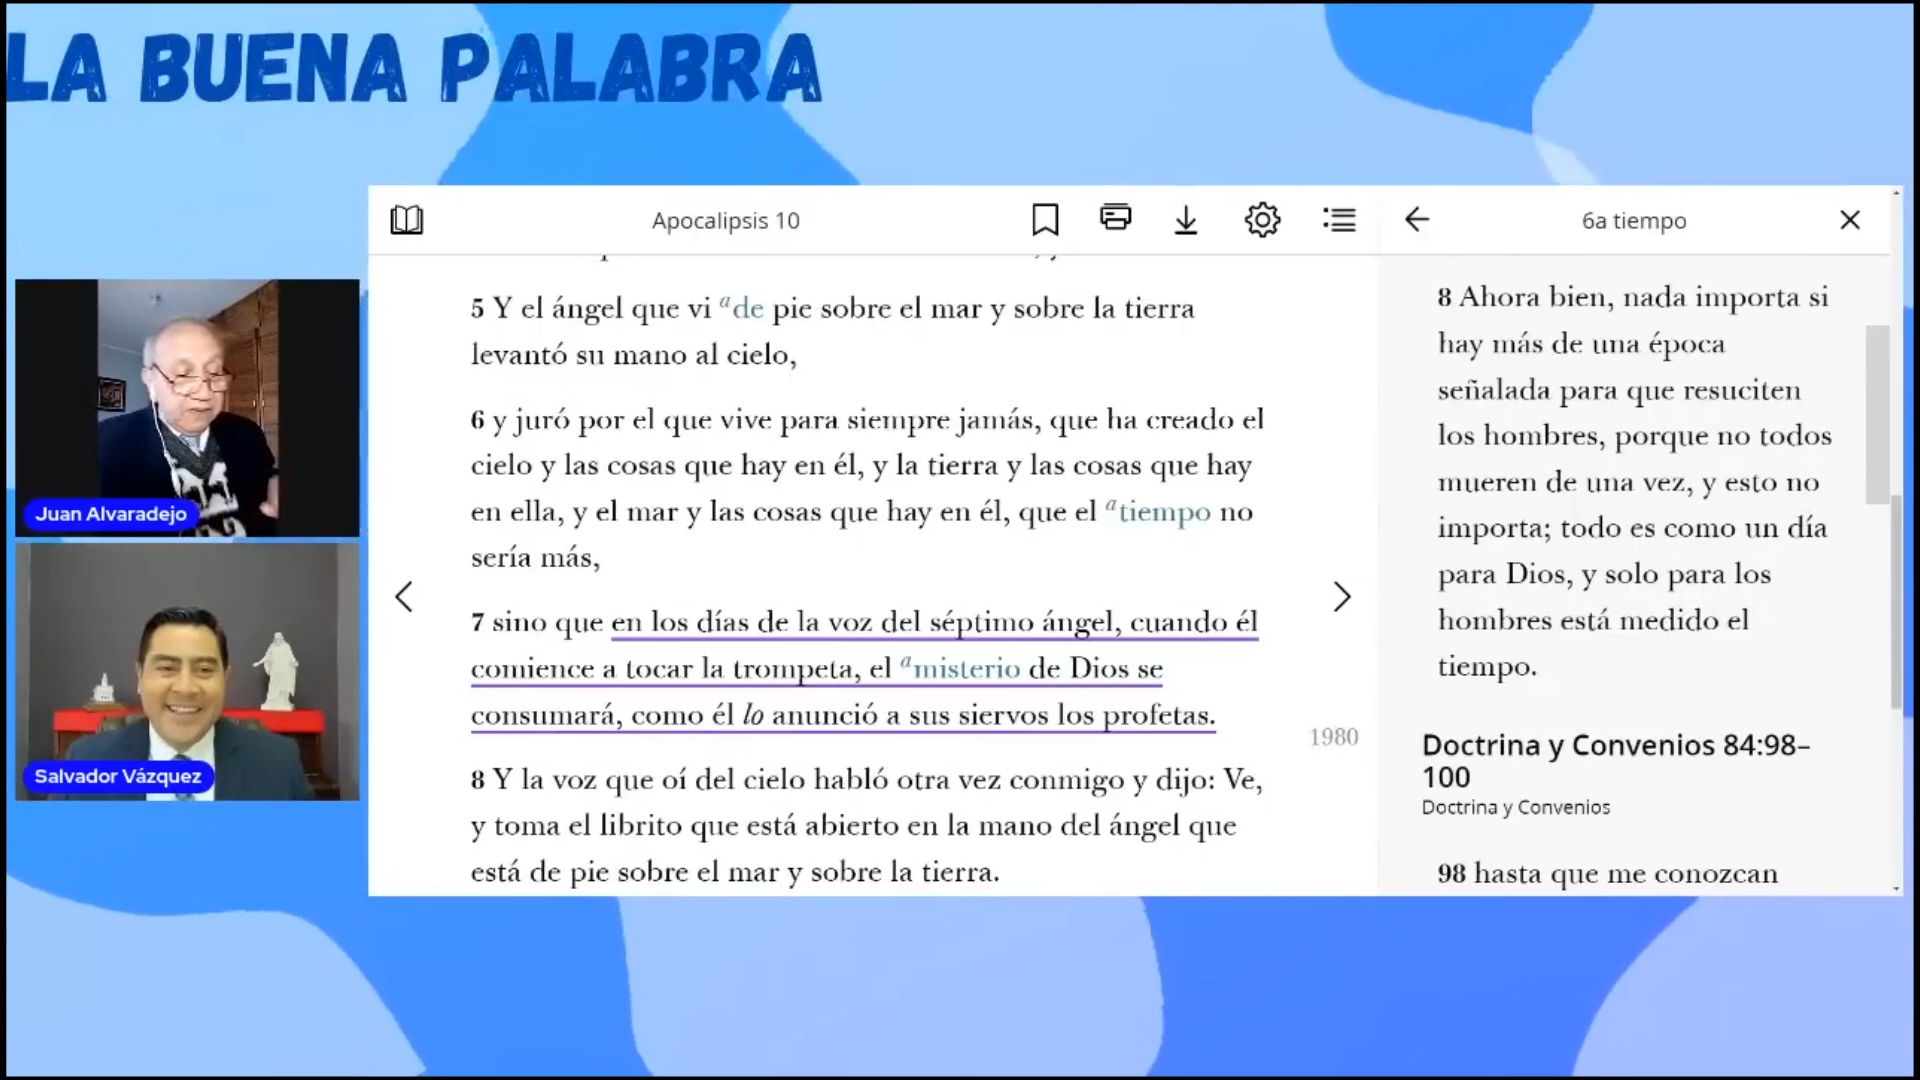 LA BUENA PALABRA
Apocalipsis 10
5 Y el ángel que vi a de pie sobre el mar y sobre la tierra
levantó su mano al cielo,
6 y juró por el que vive para siempre jamás, que ha creado el
cielo y las cosas que hay en él, y la tierra y las cosas que hay
en ella, y el mar y las cosas que hay en él, que el a tiempo no
sería más,
7 sino que en los días de la voz del séptimo ángel, cuando él
comience a tocar la trompeta, el a misterio de Dios se
consumará, como él lo anunció a sus siervos los profetas.
1980
8 Y la voz que oí del cielo habló otra vez conmigo y dijo: Ve,
y toma el librito que está abierto en la mano del ángel que
está de pie sobre el mar y sobre la tierra.
6a tiempo
8 Ahora bien, nada importa si
hay más de una época
señalada para que resuciten
los hombres, porque no todos
mueren de una vez, y esto no
importa; todo es como un día
para Dios, y solo para los
hombres está medido el
tiempo.
Doctrina y Convenios 84:98–
100
Doctrina y Convenios
98 hasta que me conozcan
Juan Alvaradejo
Salvador Vázquez